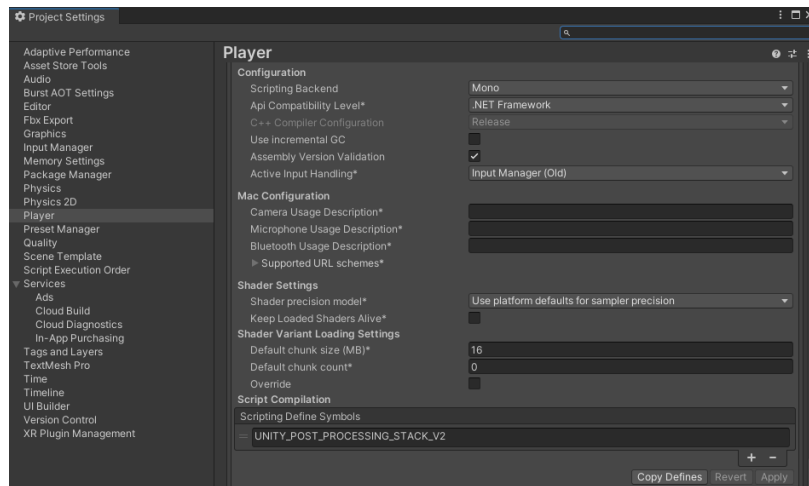 Project Settings
Adaptive Performance
Asset Store Tools
Audio
Burst AOT Settings
Editor
Fbx Export
Graphics
Input Manager
Memory Settings
Package Manager
Physics
Physics 2D
Player
Preset Manager
Quality
Scene Template
Script Execution Order
Services
Ads
Cloud Build
Cloud Diagnostics
In-App Purchasing
Tags and Layers
TextMesh Pro
Time
Timeline
UI Builder
Version Control
XR Plugin Management
Player
Configuration
Scripting Backend Mono
Api Compatibility Level* .NET Framework
C++ Compiler Configuration Release
Use incremental GC
Assembly Version Validation
Active Input Handling* Input Manager (Old)
Mac Configuration
Camera Usage Description*
Microphone Usage Description*
Bluetooth Usage Description*
Supported URL schemes*
Shader Settings
Shader precision model* Use platform defaults for sampler precision
Keep Loaded Shaders Alive*
Shader Variant Loading Settings
Default chunk size (MB)* 16
Default chunk count* 0
Override
Script Compilation
Scripting Define Symbols
UNITY_POST_PROCESSING_STACK_V2
Copy Defines Revert Apply